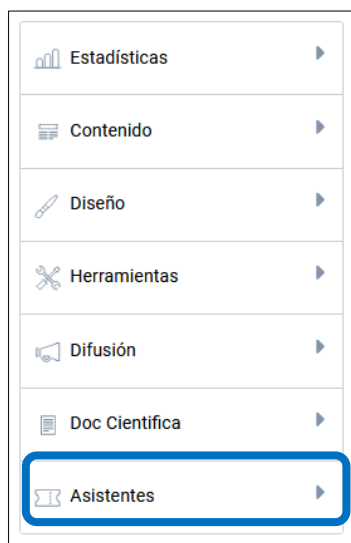 Estadísticas
Contenido
Diseño
Herramientas
Difusión
Doc Cientifica
Asistentes